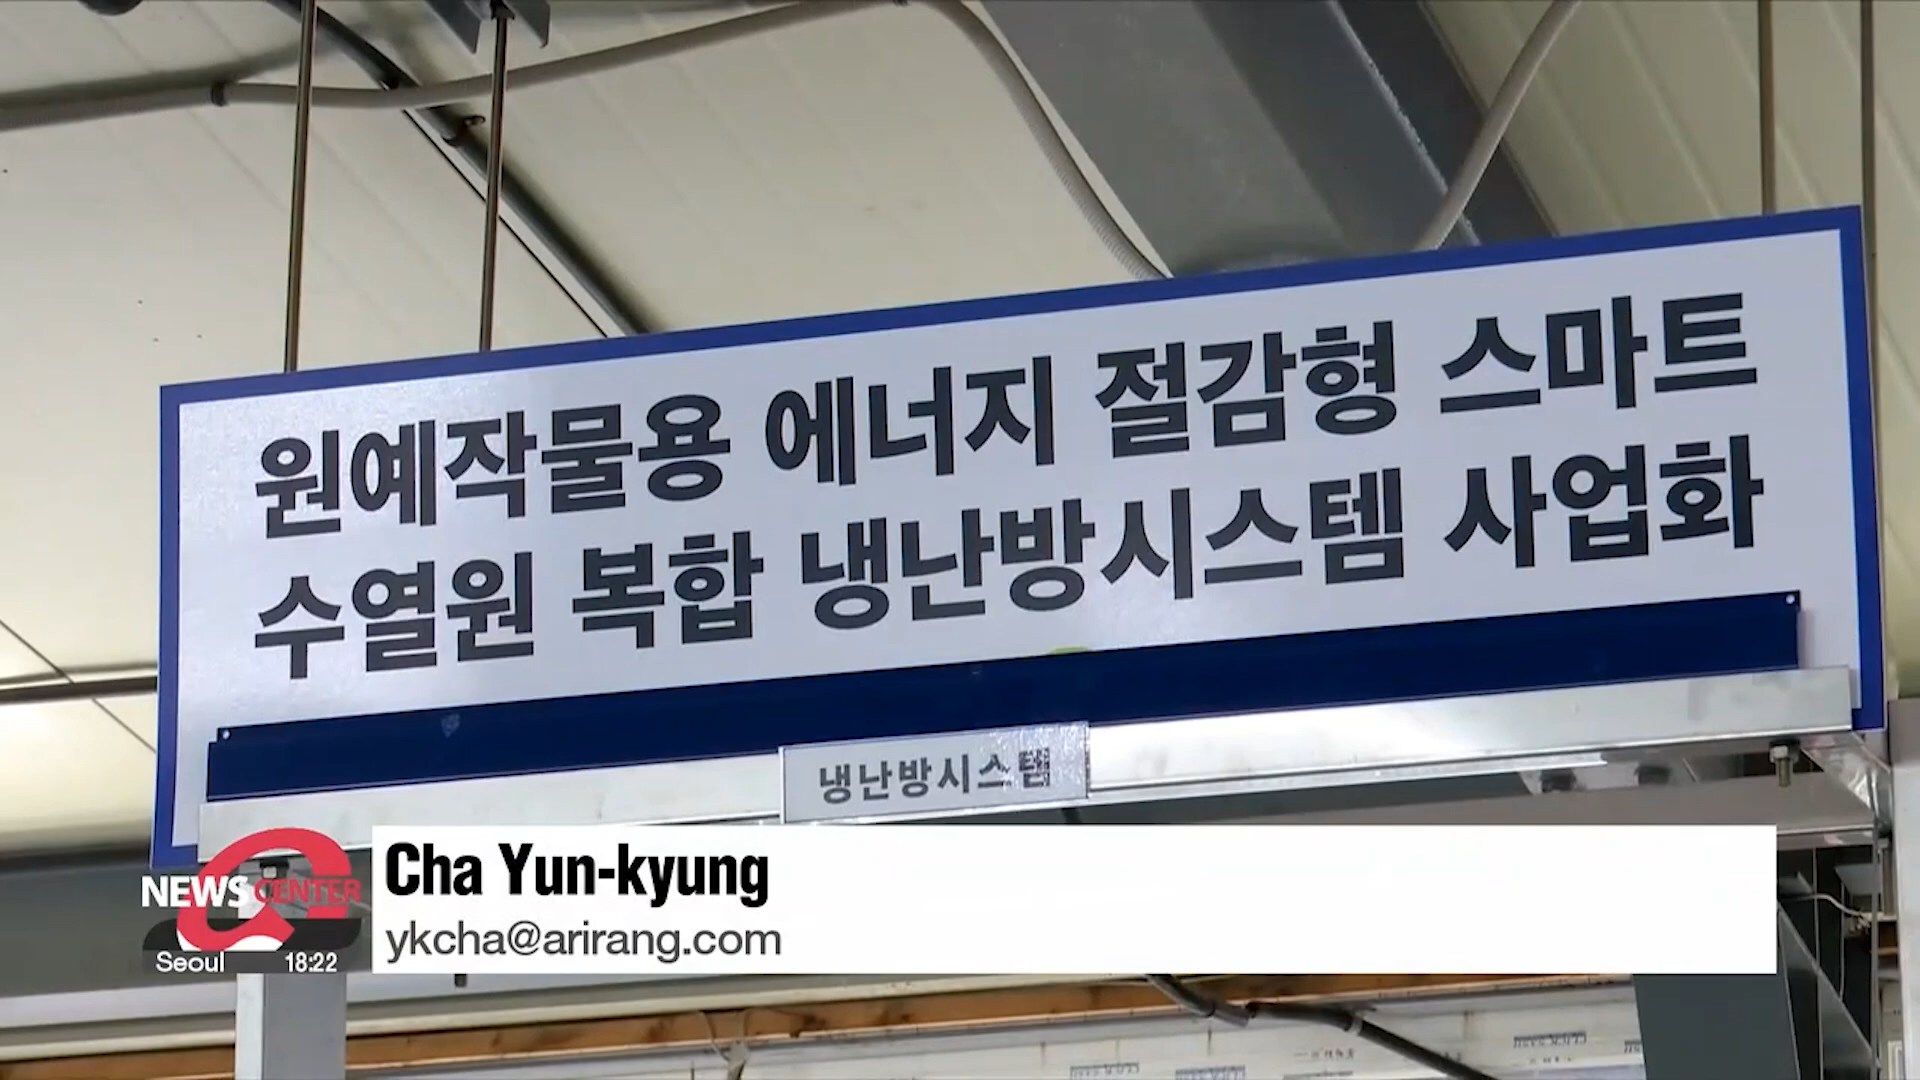 원예작물용 에너지 절감형 스마트
수열원 복합 냉난방시스템 사업화
냉난방시스템
NEWS CENTER
Seoul 18:22
Cha Yun-kyung
ykcha@arirang.com